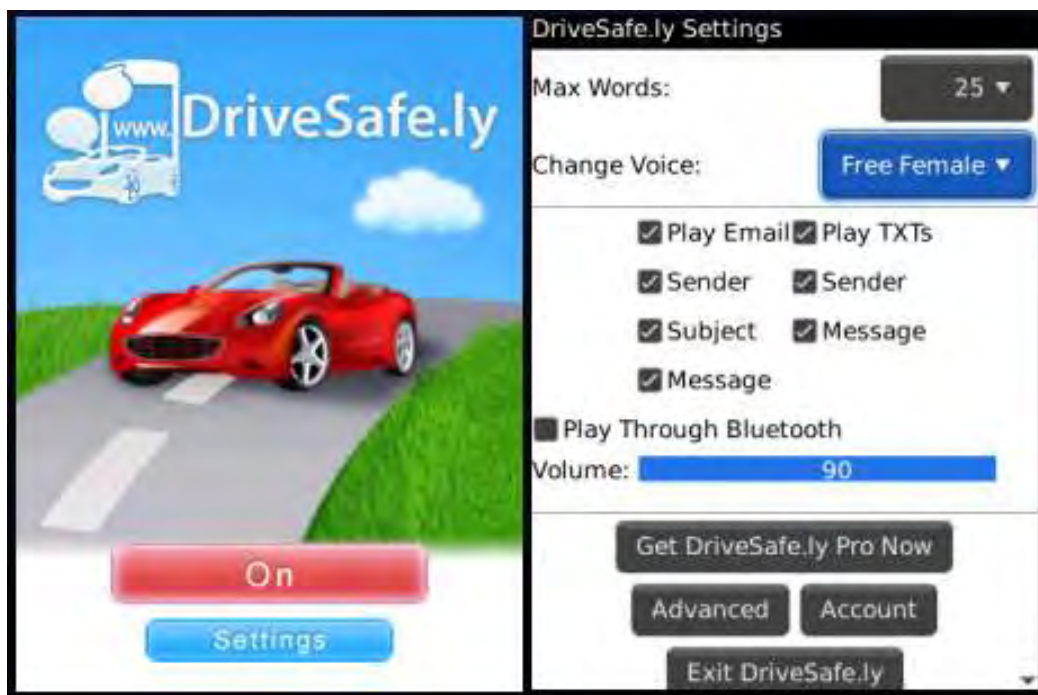 www. DriveSafe.ly
On
Settings
DriveSafe.ly Settings
Max Words: 25
Change Voice: Free Female
Play Email Play TXTs
Sender Sender
Subject Message
Message
Play Through Bluetooth
Volume: 90
Get DriveSafe.ly Pro Now
Advanced Account
Exit DriveSafe.ly